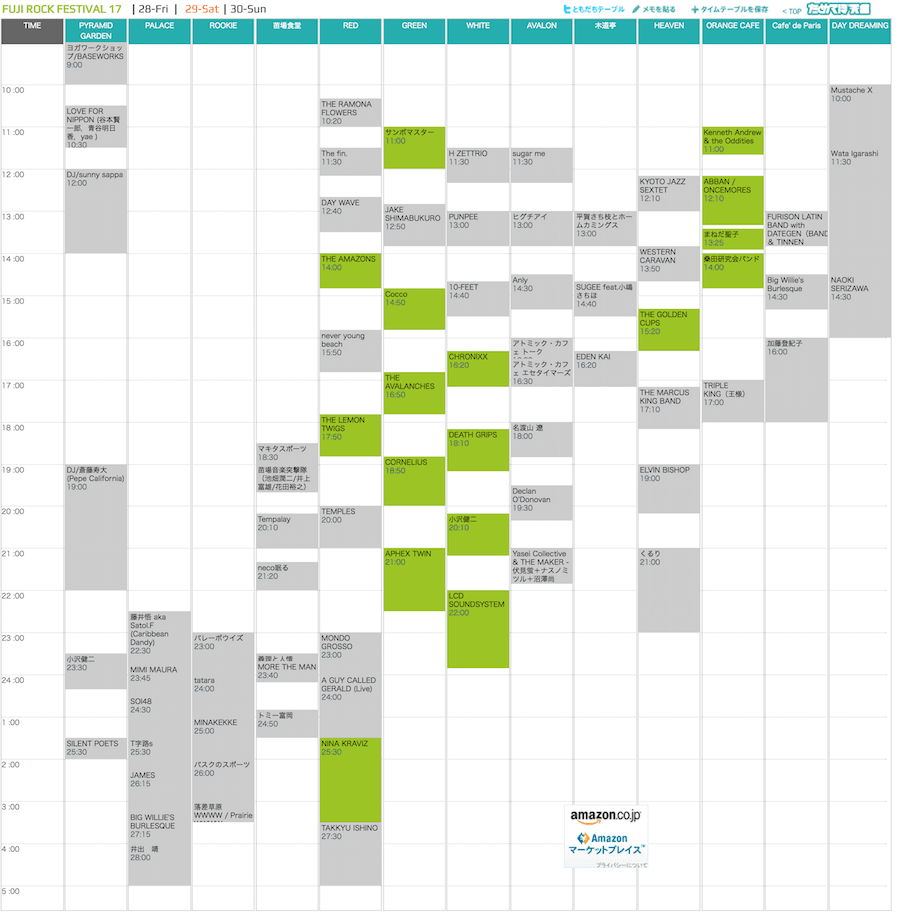 FUJI ROCK FESTIVAL 17 | 28-Fri | 29-Sat | 30-Sun
ともだちテーブル メモを貼る +タイムテーブルを保存 < TOP
TIME PYRAMID GARDEN PALACE ROOKIE 苗場食堂 RED GREEN WHITE AVALON 木道亭 HEAVEN ORANGE CAFE Cafe' de Paris DAY DREAMING
10 :00
11 :00
12 :00
13 :00
14 :00
15 :00
16 :00
17 :00
18 :00
19 :00
20 :00
21 :00
22 :00
23 :00
24 :00
1 :00
2 :00
3 :00
4 :00
5 :00
ヨガワークショッ
プ/BASEWORKS
9:00
LOVE FOR
NIPPON (谷本賢
一郎, 青谷明日
香, yae )
10:30
DJ/sunny sappa
12:00
DJ/斎藤寿大
(Pepe California)
19:00
小沢健二
23:30
SILENT POETS
25:30
藤井悟 aka
Satol.F
(Caribbean
Dandy)
22:30
MIMI MAURA
23:45
SOI48
24:30
T字路s
25:30
JAMES
26:15
BIG WILLIE'S
BURLESQUE
27:15
井出 靖
28:00
バレーボウイズ
23:00
tatara
24:00
MINAKEKKE
25:00
バスクのスポーツ
26:00
落差草原
WWWW / Prairie
マキタスポーツ
18:30
苗場音楽突撃隊
(池畑潤二/井上
富雄/花田裕之)
Tempalay
20:10
neco眠る
21:20
義理と人情
MORE THE MAN
23:40
トミー富岡
24:50
THE RAMONA
FLOWERS
10:20
The fin.
11:30
DAY WAVE
12:40
THE AMAZONS
14:00
never young
beach
15:50
THE LEMON
TWIGS
17:50
TEMPLES
20:00
MONDO
GROSSO
23:00
A GUY CALLED
GERALD (Live)
24:00
NINA KRAVIZ
25:30
TAKKYU ISHINO
27:30
サンボマスター
11:00
JAKE
SHIMABUKURO
12:50
Cocco
14:50
THE
AVALANCHES
16:50
CORNELIUS
18:50
APHEX TWIN
21:00
H ZETTRIO
11:30
PUNPEE
13:00
10-FEET
14:40
CHRONIXX
16:20
DEATH GRIPS
18:10
小沢健二
20:10
LCD
SOUNDSYSTEM
22:00
sugar me
11:30
ヒグチアイ
13:00
Anly
14:30
アトミック・カフ
ェ トーク
アトミック・カフ
ェ エセタイマーズ
16:30
名渡山 遼
18:00
Declan
O'Donovan
19:30
Yasei Collective
& THE MAKER -
伏見蛍＋ナスノミ
ツル＋沼澤尚
平賀さち枝とホー
ムカミングス
13:00
SUGEE feat.小嶋
さちほ
14:40
EDEN KAI
16:20
KYOTO JAZZ
SEXTET
12:10
WESTERN
CARAVAN
13:50
THE GOLDEN
CUPS
15:20
THE MARCUS
KING BAND
17:10
ELVIN BISHOP
19:00
くるり
21:00
Kenneth Andrew
& the Oddities
11:00
ABBAN /
ONCEMORES
12:10
まねだ聖子
13:25
桑田研究会バンド
14:00
TRIPLE
KING（王様）
17:00
FURISON LATIN
BAND with
DATEGEN (BAND
& TINNEN
Big Willie's
Burlesque
14:30
加藤登紀子
16:00
Mustache X
10:00
Wata Igarashi
11:30
NAOKI
SERIZAWA
14:30
amazon.co.jp
Amazon
マーケットプレイス™
プライバシーについて